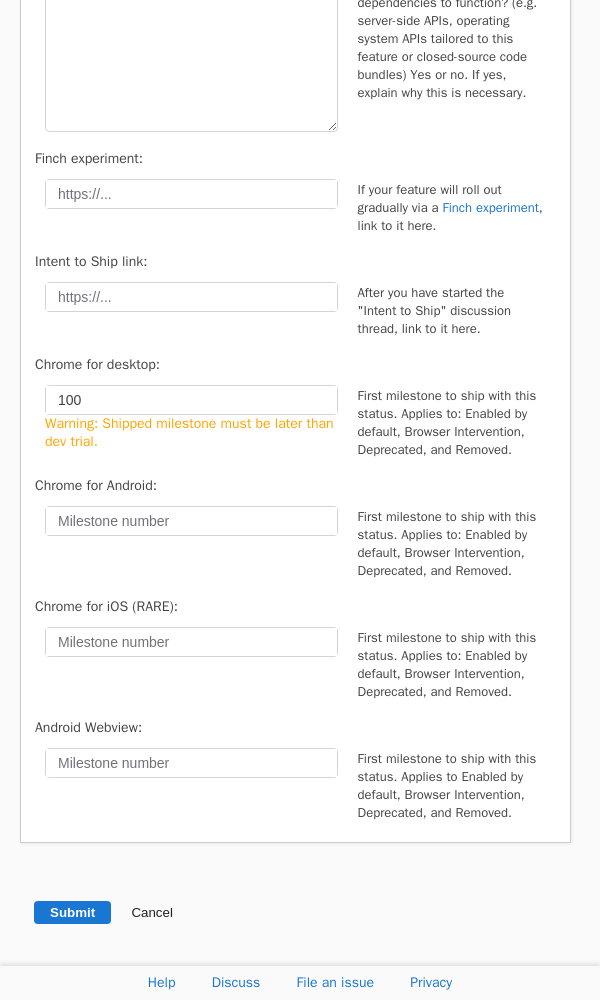 dependencies to function? (e.g.
server-side APIs, operating
system APIs tailored to this
feature or closed-source code
bundles) Yes or no. If yes,
explain why this is necessary.
Finch experiment:
https://...
If your feature will roll out
gradually via a Finch experiment,
link to it here.
Intent to Ship link:
https://...
After you have started the
"Intent to Ship" discussion
thread, link to it here.
Chrome for desktop:
100
Warning: Shipped milestone must be later than
dev trial.
First milestone to ship with this
status. Applies to: Enabled by
default, Browser Intervention,
Deprecated, and Removed.
Chrome for Android:
Milestone number
First milestone to ship with this
status. Applies to: Enabled by
default, Browser Intervention,
Deprecated, and Removed.
Chrome for iOS (RARE):
Milestone number
First milestone to ship with this
status. Applies to: Enabled by
default, Browser Intervention,
Deprecated, and Removed.
Android Webview:
Milestone number
First milestone to ship with this
status. Applies to Enabled by
default, Browser Intervention,
Deprecated, and Removed.
Submit Cancel
Help Discuss File an issue Privacy